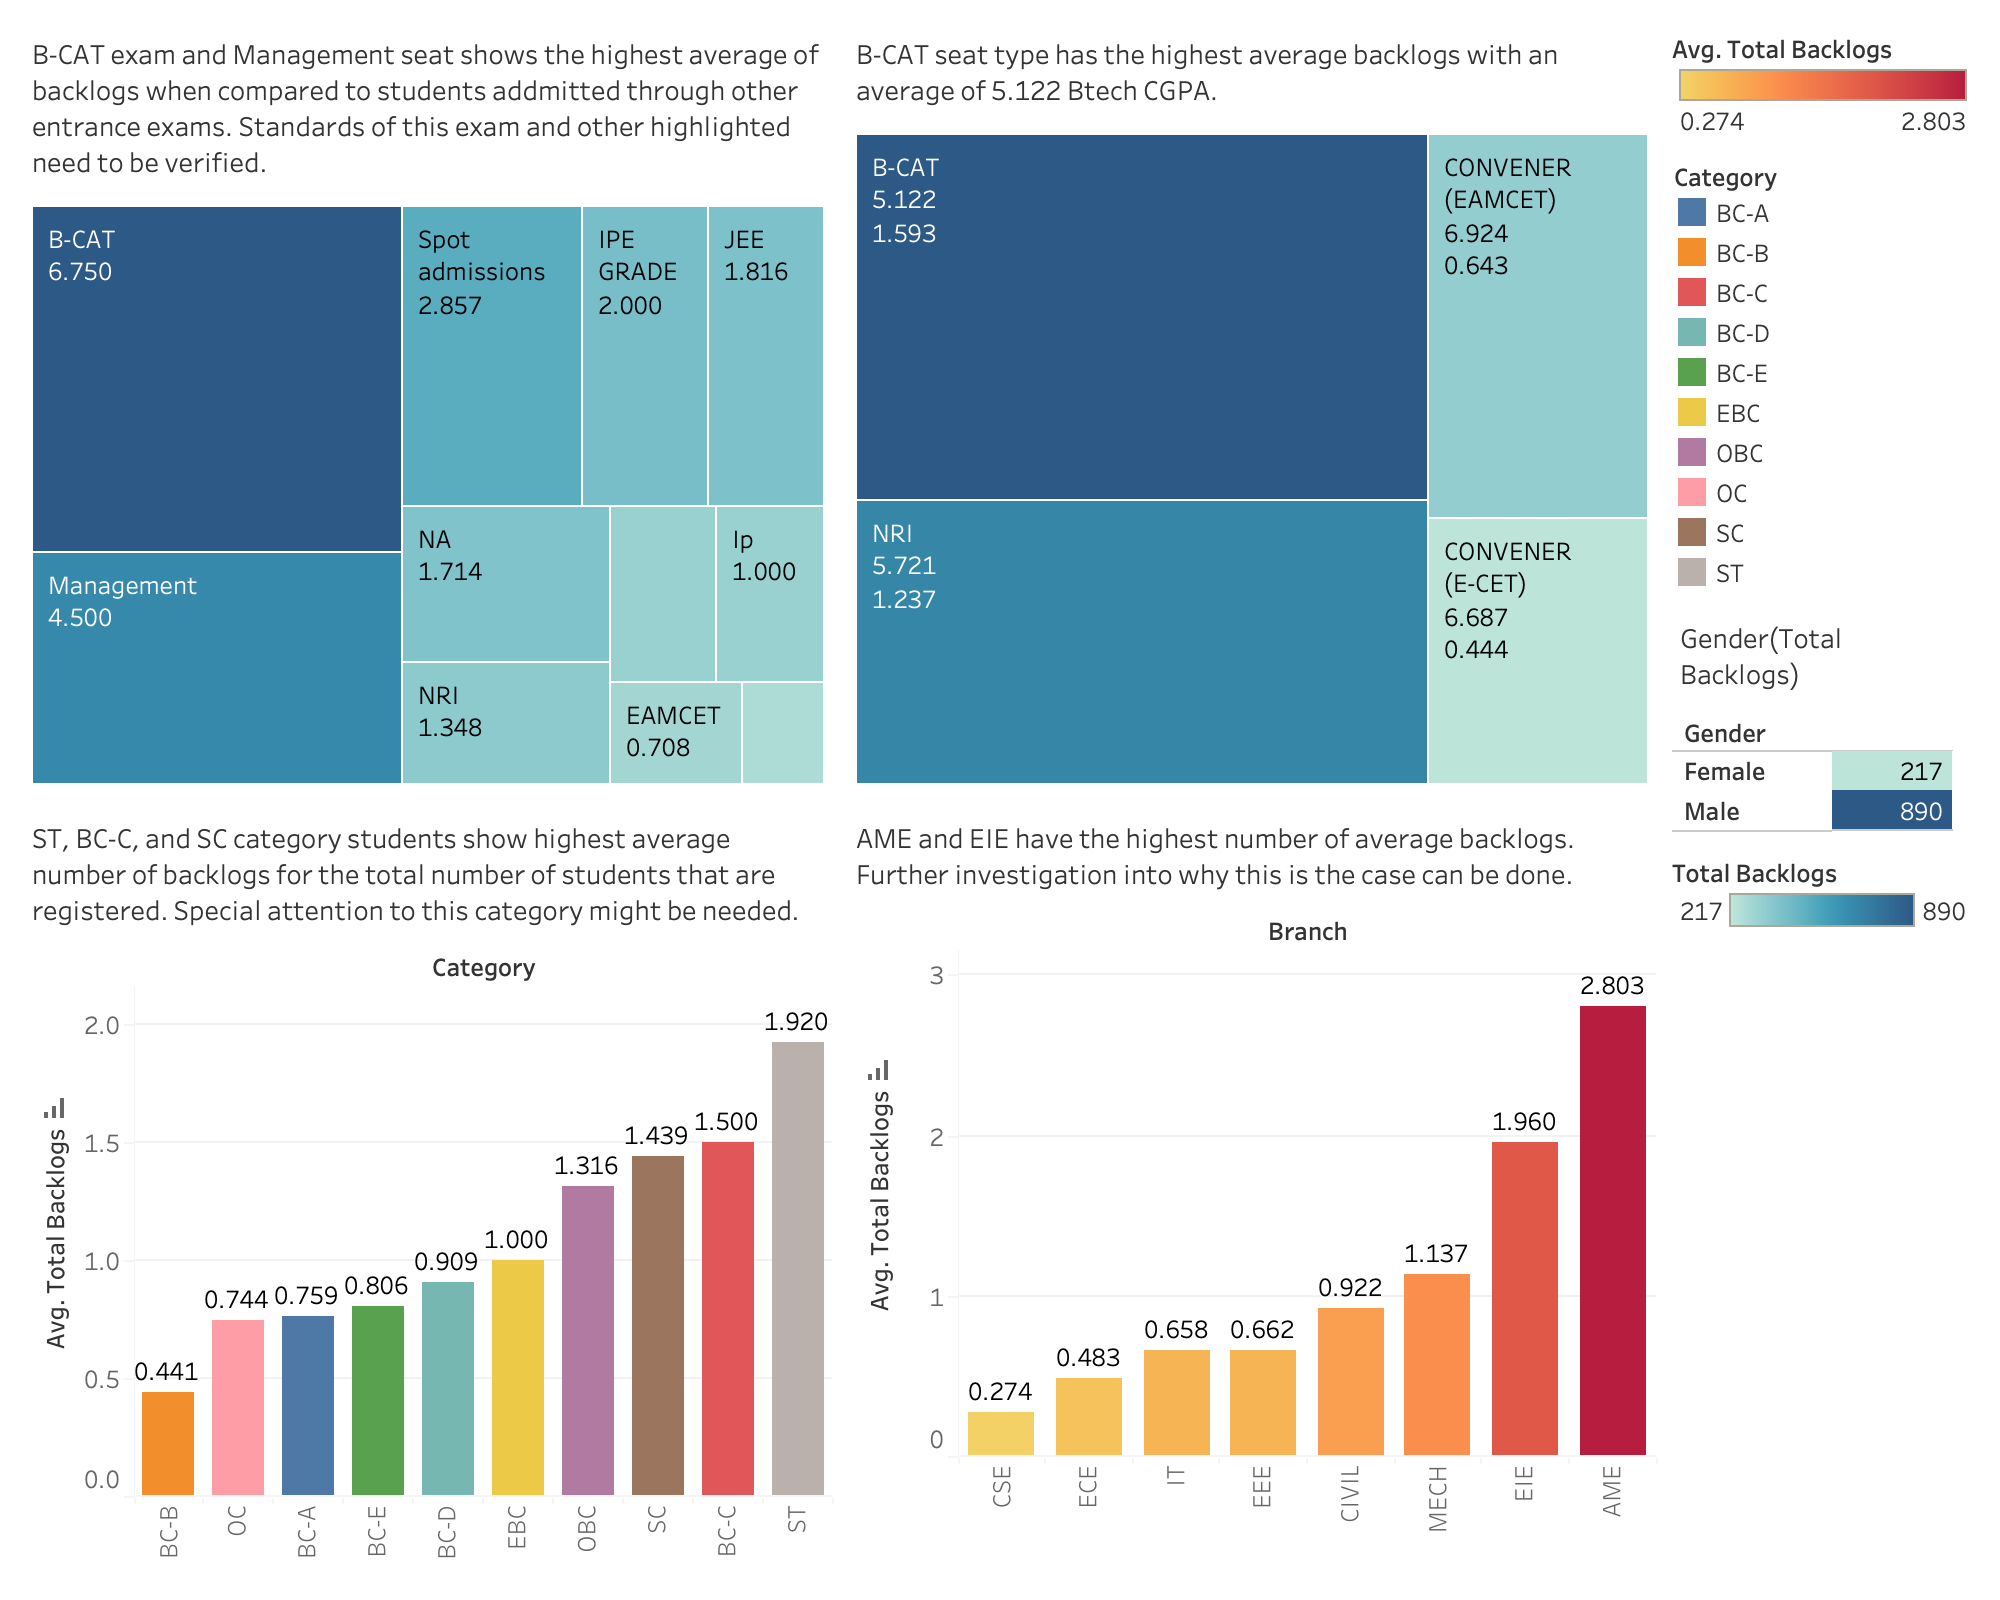 B-CAT exam and Management seat shows the highest average of
backlogs when compared to students addmitted through other
entrance exams. Standards of this exam and other highlighted
need to be verified.
B-CAT
6.750
Management
4.500
Spot
admissions
2.857
IPE
GRADE
2.000
JEE
1.816
NA
1.714
NRI
1.348
Ip
1.000
EAMCET
0.708
B-CAT seat type has the highest average backlogs with an
average of 5.122 Btech CGPA.
B-CAT
5.122
1.593
NRI
5.721
1.237
CONVENER
(EAMCET)
6.924
0.643
CONVENER
(E-CET)
6.687
0.444
Avg. Total Backlogs
0.274 2.803
Category
BC-A
BC-B
BC-C
BC-D
BC-E
EBC
OBC
OC
SC
ST
Gender(Total
Backlogs)
Gender
Female 217
Male 890
Total Backlogs
217 890
ST, BC-C, and SC category students show highest average
number of backlogs for the total number of students that are
registered. Special attention to this category might be needed.
Category
Avg. Total Backlogs
2.0
1.5
1.0
0.5
0.0
0.441
0.744
0.759
0.806
0.909
1.000
1.316
1.439
1.500
1.920
BC-B
OC
BC-A
BC-E
BC-D
EBC
OBC
SC
BC-C
ST
AME and EIE have the highest number of average backlogs.
Further investigation into why this is the case can be done.
Branch
Avg. Total Backlogs
3
2
1
0
0.274
0.483
0.658
0.662
0.922
1.137
1.960
2.803
CSE
ECE
IT
EEE
CIVIL
MECH
EIE
AME